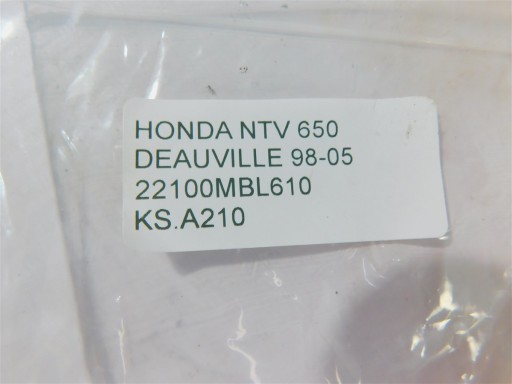 HONDA NTV 650
DEAUVILLE 98-05
22100MBL610
KS.A210